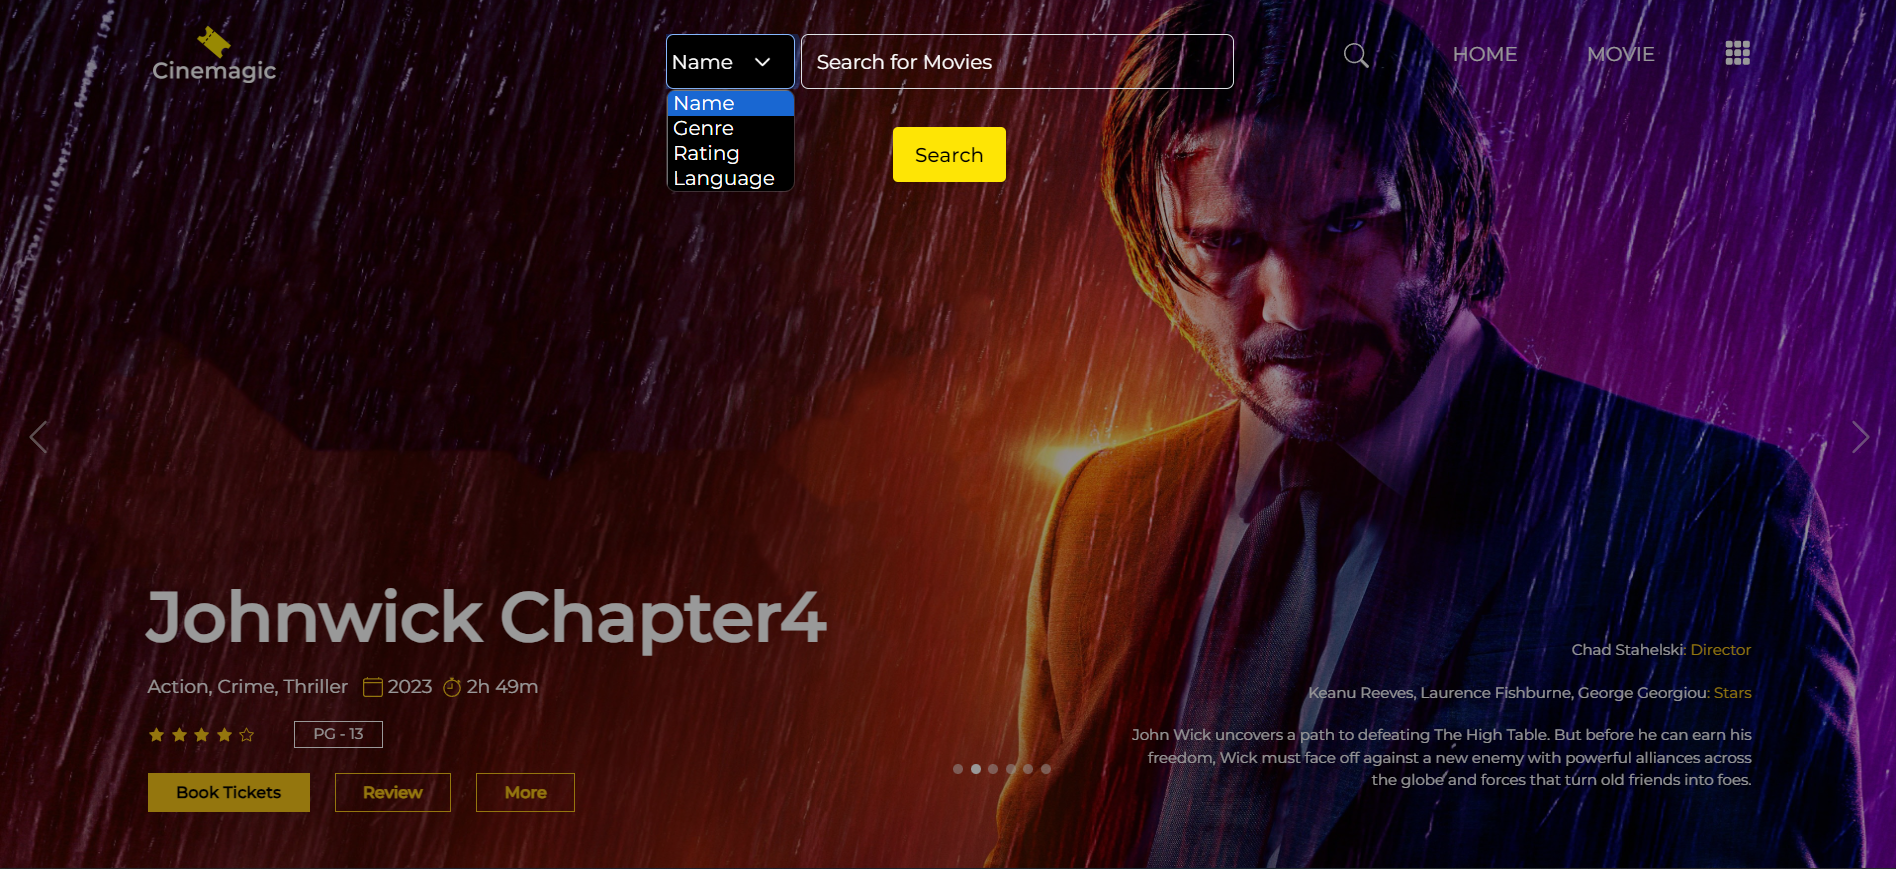 Cinemagic
Name
Search for Movies
HOME
MOVIE
Name
Genre
Rating
Language
Search
Johnwick Chapter4
Action, Crime, Thriller 2023 2h 49m
PG - 13
Book Tickets
Review
More
Chad Stahelski: Director
Keanu Reeves, Laurence Fishburne, George Georgiou: Stars
John Wick uncovers a path to defeating The High Table. But before he can earn his
freedom, Wick must face off against a new enemy with powerful alliances across
the globe and forces that turn old friends into foes.